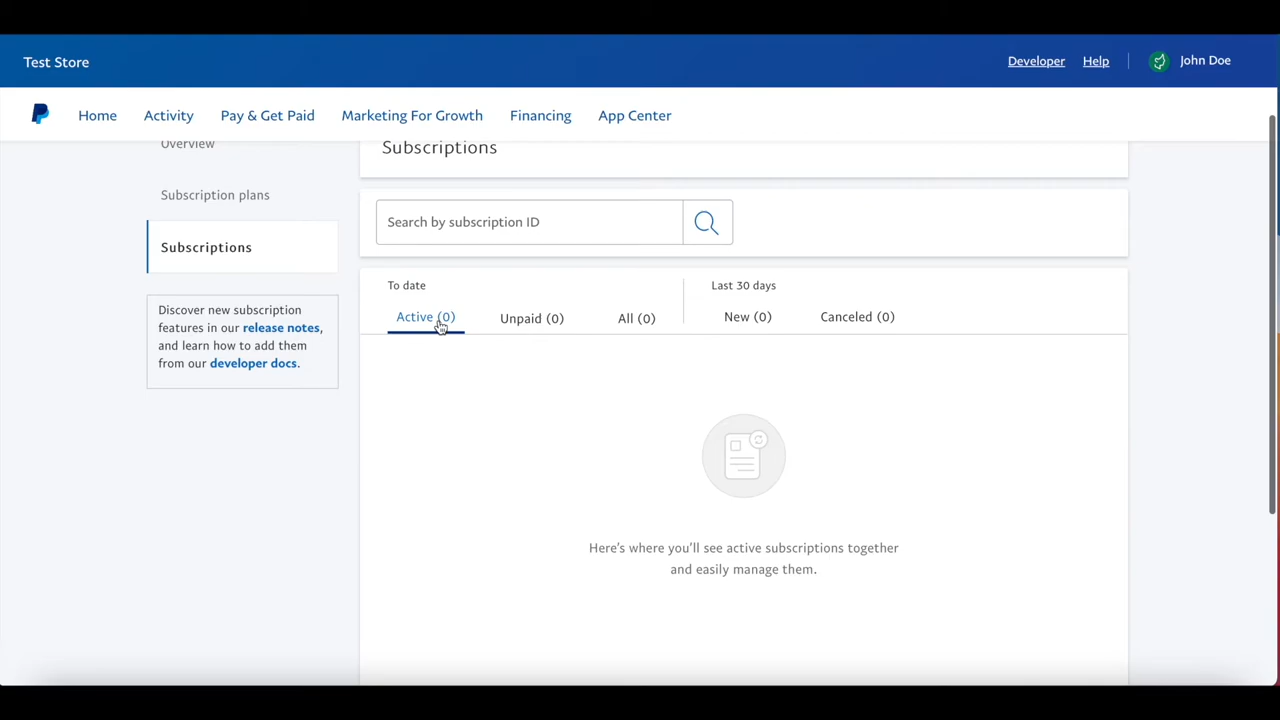 Test Store
Developer
Help
John Doe
Home
Activity
Pay & Get Paid
Marketing For Growth
Financing
App Center
Overview
Subscription plans
Subscriptions
Discover new subscription
features in our release notes,
and learn how to add them
from our developer docs.
Subscriptions
Search by subscription ID
To date
Last 30 days
Active (0)
Unpaid (0)
All (0)
New (0)
Canceled (0)
Here's where you'll see active subscriptions together
and easily manage them.